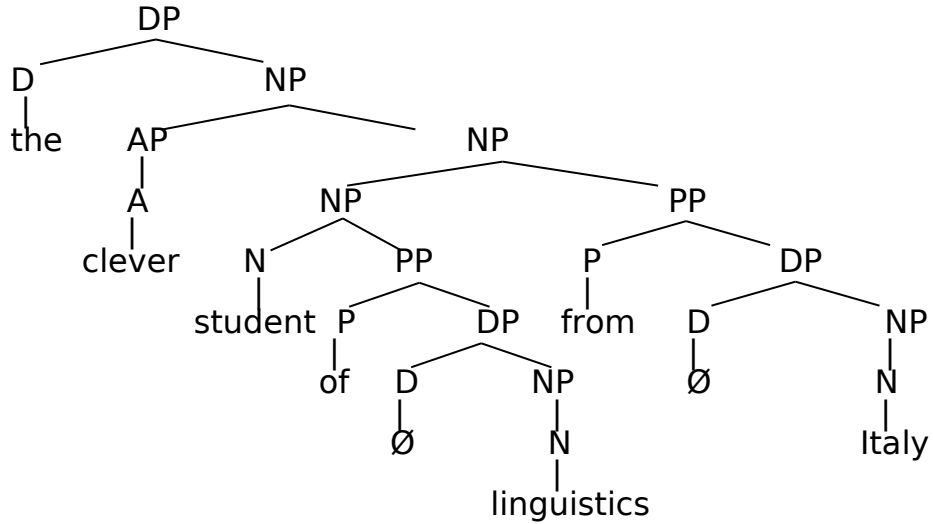 DP
D NP
the AP NP
A NP PP
clever N PP P DP
student P DP from D NP
of D NP Ø N
Ø N Italy
linguistics